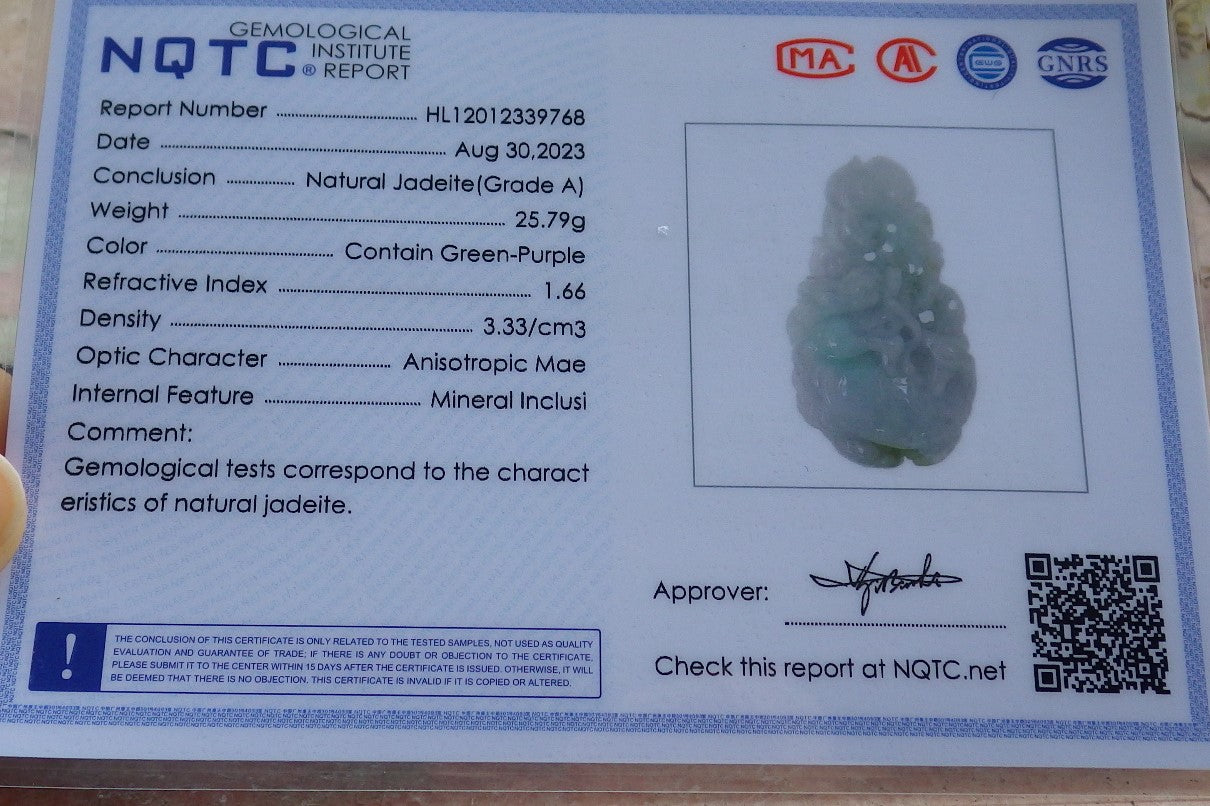 GEMOLOGICAL
NQTC® INSTITUTE
REPORT
Report Number ........ HL12012339768
Date ........ Aug 30,2023
Conclusion ........ Natural Jadeite(Grade A)
Weight ........ 25.79g
Color ........ Contain Green-Purple
Refractive Index ........ 1.66
Density ........ 3.33/cm3
Optic Character ........ Anisotropic Mae
Internal Feature ........ Mineral Inclusi
Comment:
Gemological tests correspond to the charact
eristics of natural jadeite.
!
THE CONCLUSION OF THIS CERTIFICATE IS ONLY RELATED TO THE TESTED SAMPLES, NOT USED AS QUALITY
EVALUATION AND GUARANTEE OF TRADE; IF THERE IS ANY DOUBT OR OBJECTION TO THE CERTIFICATE,
PLEASE SUBMIT IT TO THE CENTER WITHIN 15 DAYS AFTER THE CERTIFICATE IS ISSUED. OTHERWISE, IT WILL
BE DEEMED THAT THERE IS NO OBJECTION. THIS CERTIFICATE IS INVALID IF IT IS COPIED OR ALTERED.
MA
GNRS
Approver:
Check this report at NQTC.net